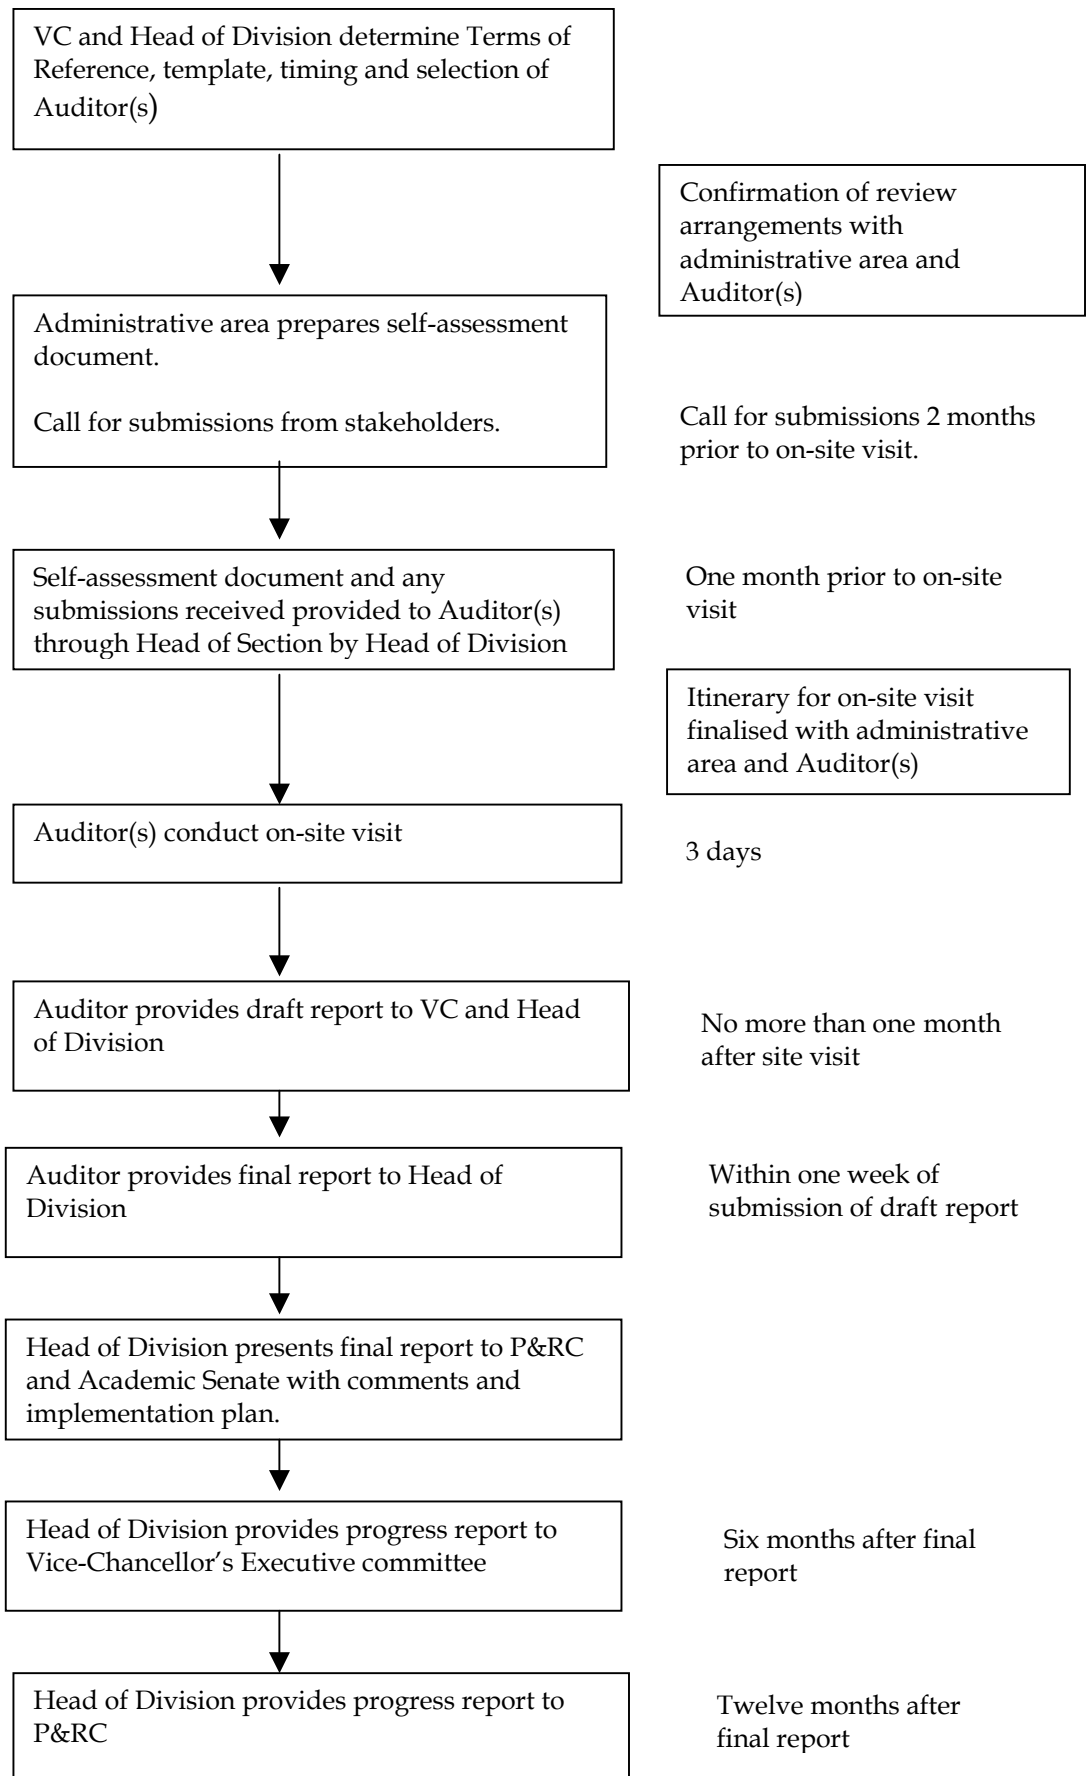 VC and Head of Division determine Terms of
Reference, template, timing and selection of
Auditor(s)
Confirmation of review
arrangements with
administrative area and
Auditor(s)
Administrative area prepares self-assessment
document.
Call for submissions from stakeholders.
Call for submissions 2 months
prior to on-site visit.
Self-assessment document and any
submissions received provided to Auditor(s)
through Head of Section by Head of Division
One month prior to on-site
visit
Itinerary for on-site visit
finalised with administrative
area and Auditor(s)
Auditor(s) conduct on-site visit
3 days
Auditor provides draft report to VC and Head
of Division
No more than one month
after site visit
Auditor provides final report to Head of
Division
Within one week of
submission of draft report
Head of Division presents final report to P&RC
and Academic Senate with comments and
implementation plan.
Head of Division provides progress report to
Vice-Chancellor’s Executive committee
Six months after final
report
Head of Division provides progress report to
P&RC
Twelve months after
final report